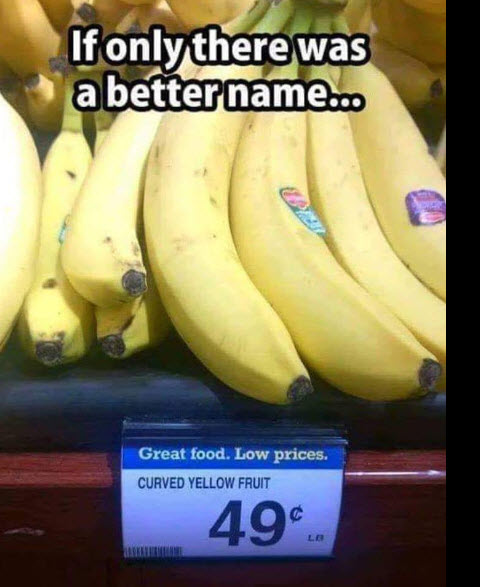 If only there was
a better name...
Great food. Low prices.
CURVED YELLOW FRUIT
49¢ LB